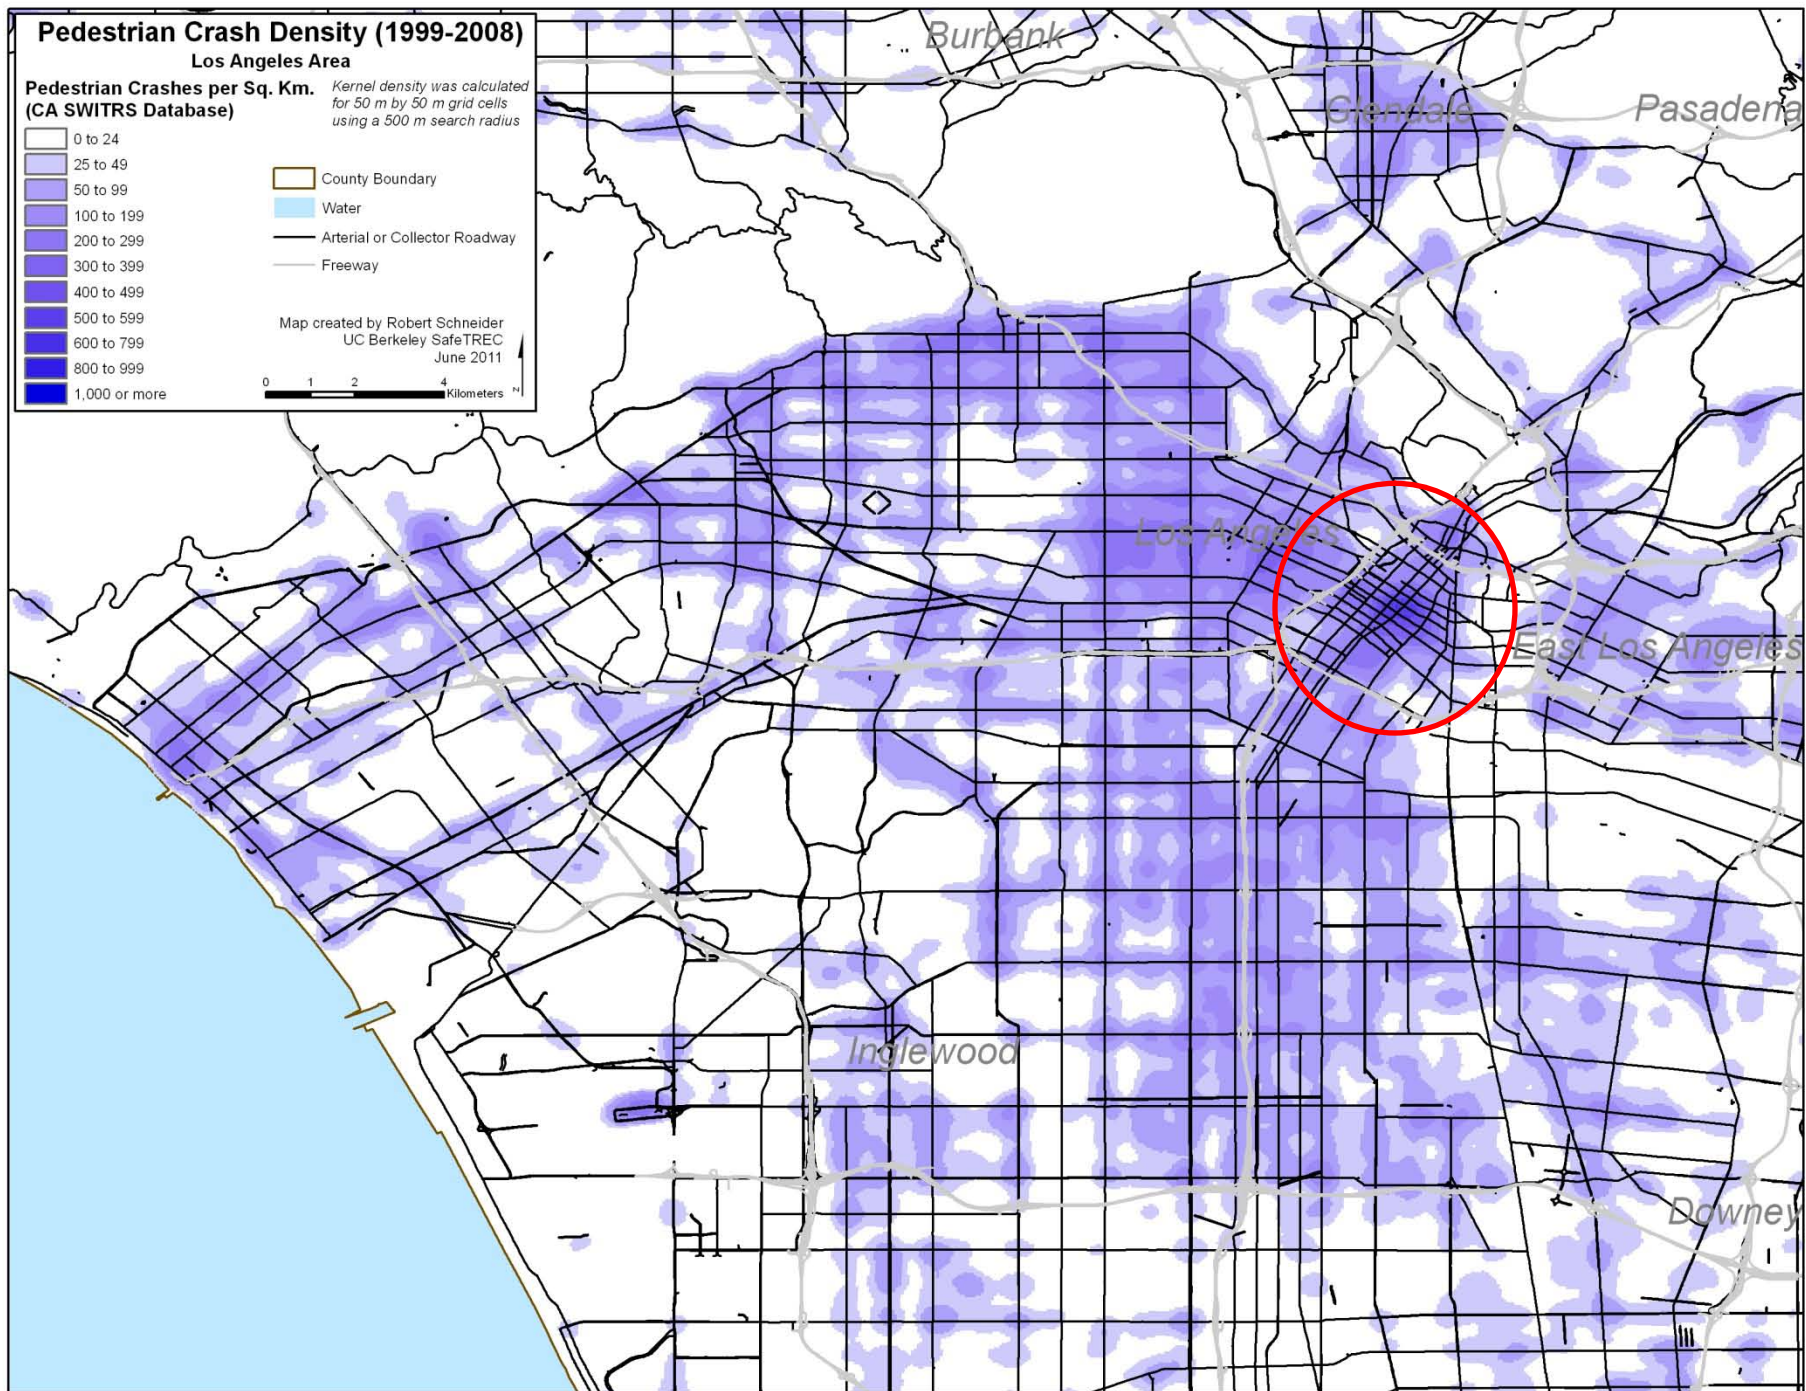 Pedestrian Crash Density (1999-2008)
Los Angeles Area
Pedestrian Crashes per Sq. Km.
(CA SWITRS Database)
Kernel density was calculated
for 50 m by 50 m grid cells
using a 500 m search radius
0 to 24
25 to 49
50 to 99
100 to 199
200 to 299
300 to 399
400 to 499
500 to 599
600 to 799
800 to 999
1,000 or more
County Boundary
Water
Arterial or Collector Roadway
Freeway
Map created by Robert Schneider
UC Berkeley SafeTREC
June 2011
0 1 2 4
Kilometers
N
Burbank
Glendale
Pasadena
Los Angeles
East Los Angeles
Inglewood
Downey